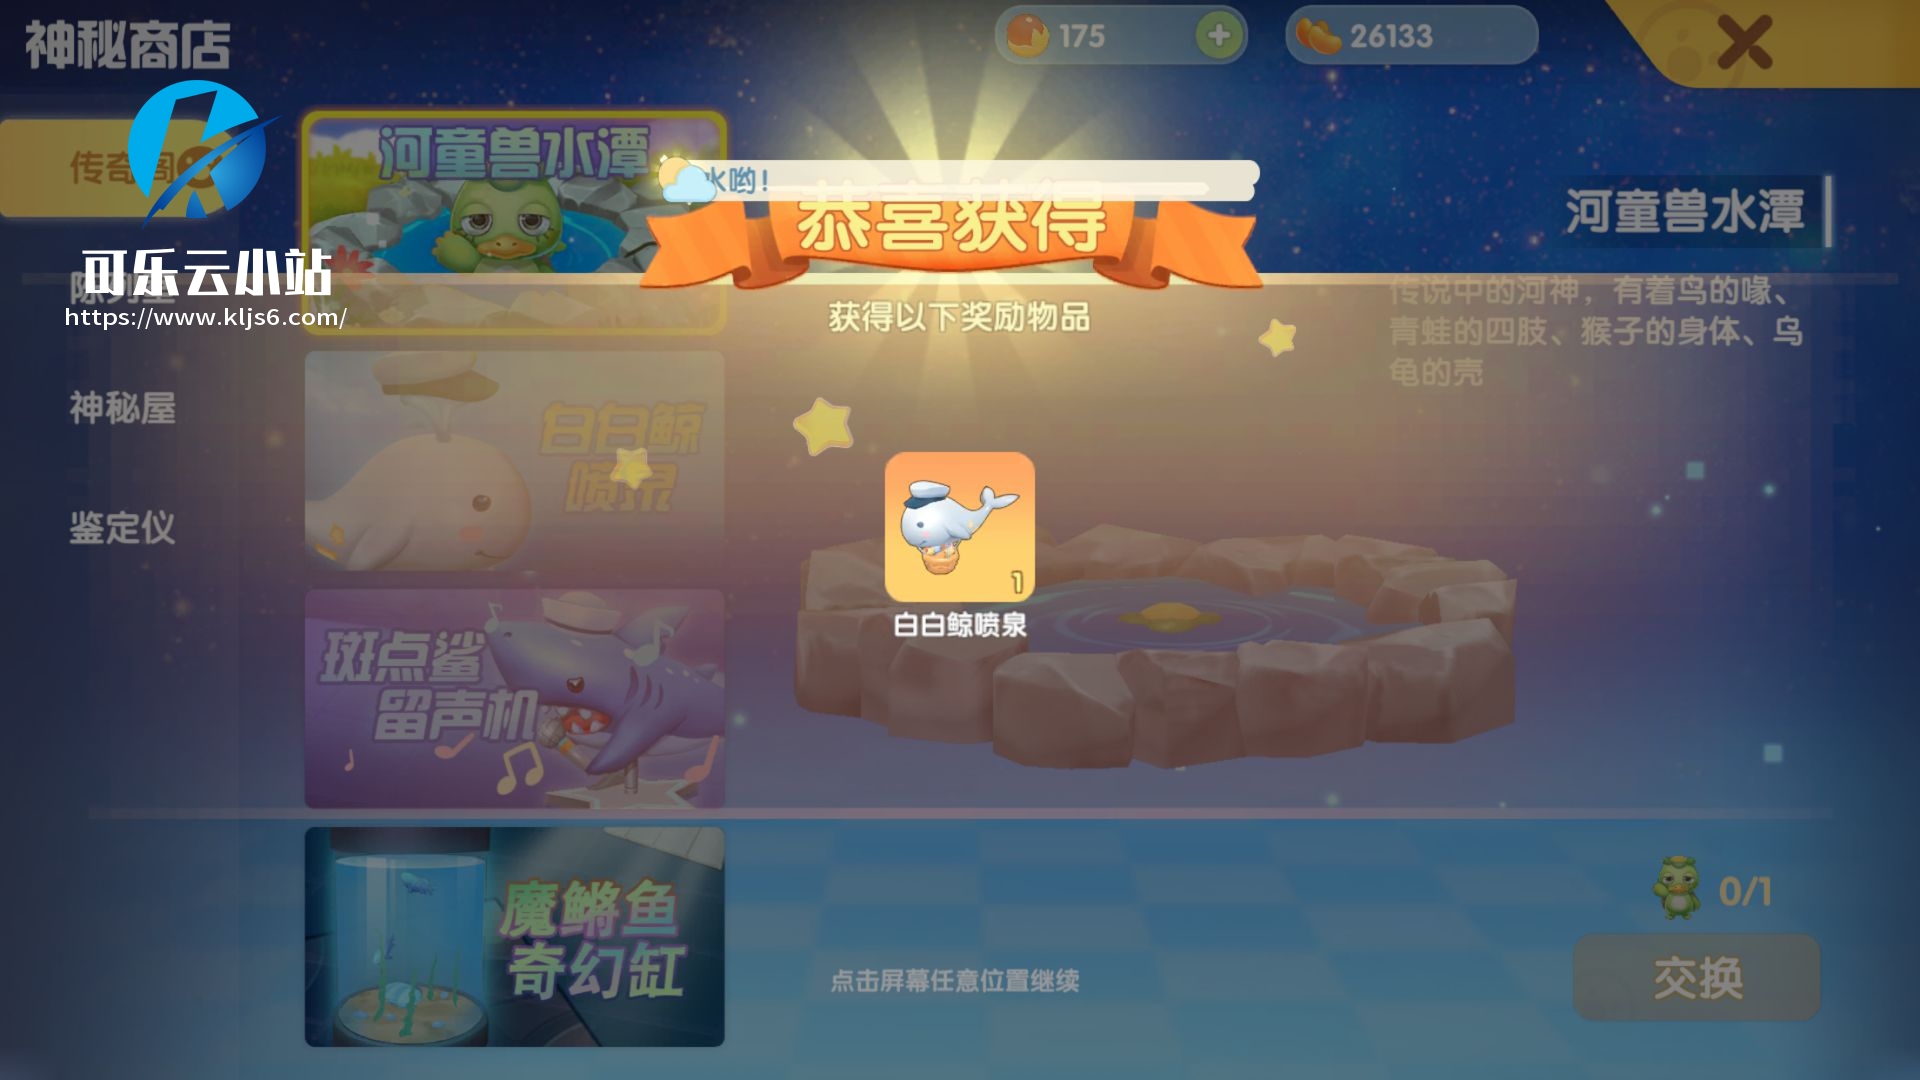 神秘商店
175
26133
传奇阁
河童兽水潭
水哟！
恭喜获得
河童兽水潭
可乐云小站
陈列室
https://www.kljs6.com/
获得以下奖励物品
传说中的河神，有着鸟的喙、
青蛙的四肢、猴子的身体、乌
龟的壳
神秘屋
白白鲸
喷泉
鉴定仪
1
白白鲸喷泉
斑点鲨
留声机
魔鳉鱼
奇幻缸
0/1
点击屏幕任意位置继续
交换